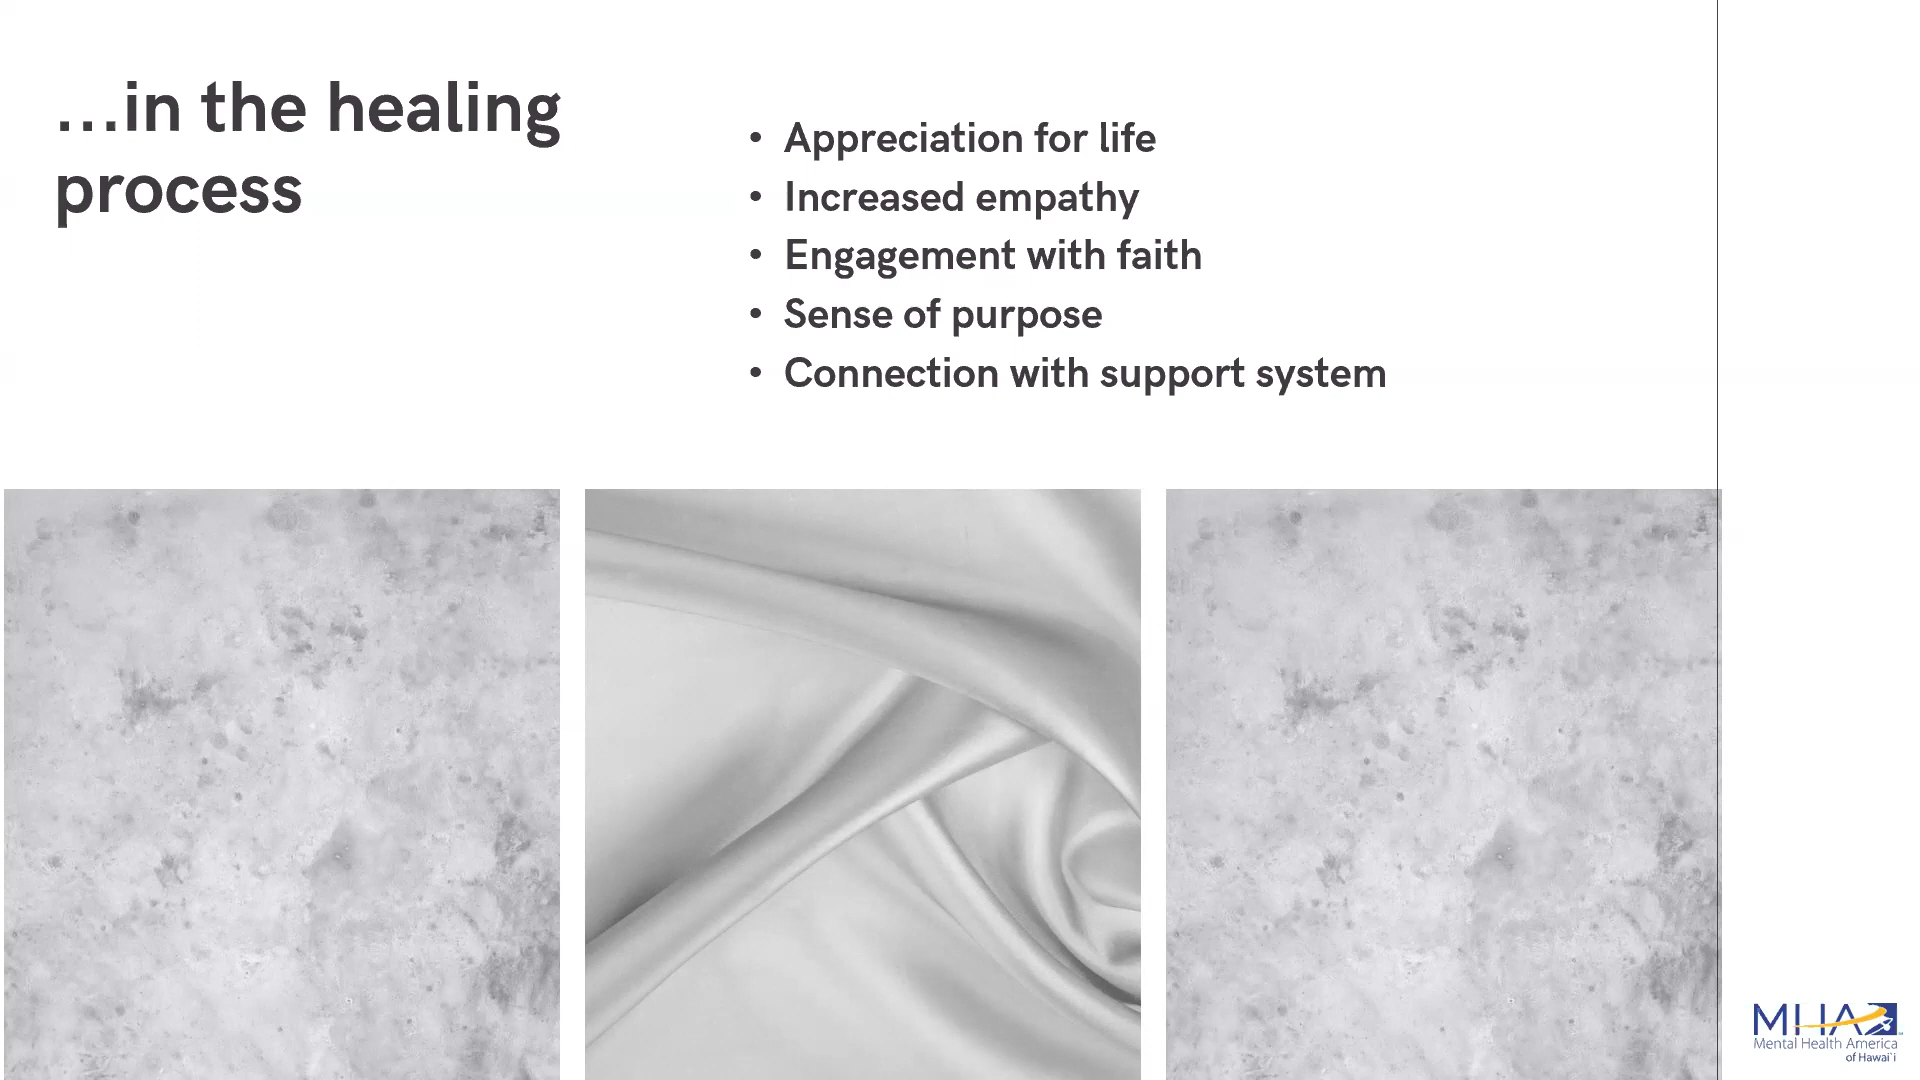 ...in the healing
process
• Appreciation for life
• Increased empathy
• Engagement with faith
• Sense of purpose
• Connection with support system
MHA
Mental Health America
of Hawai`i